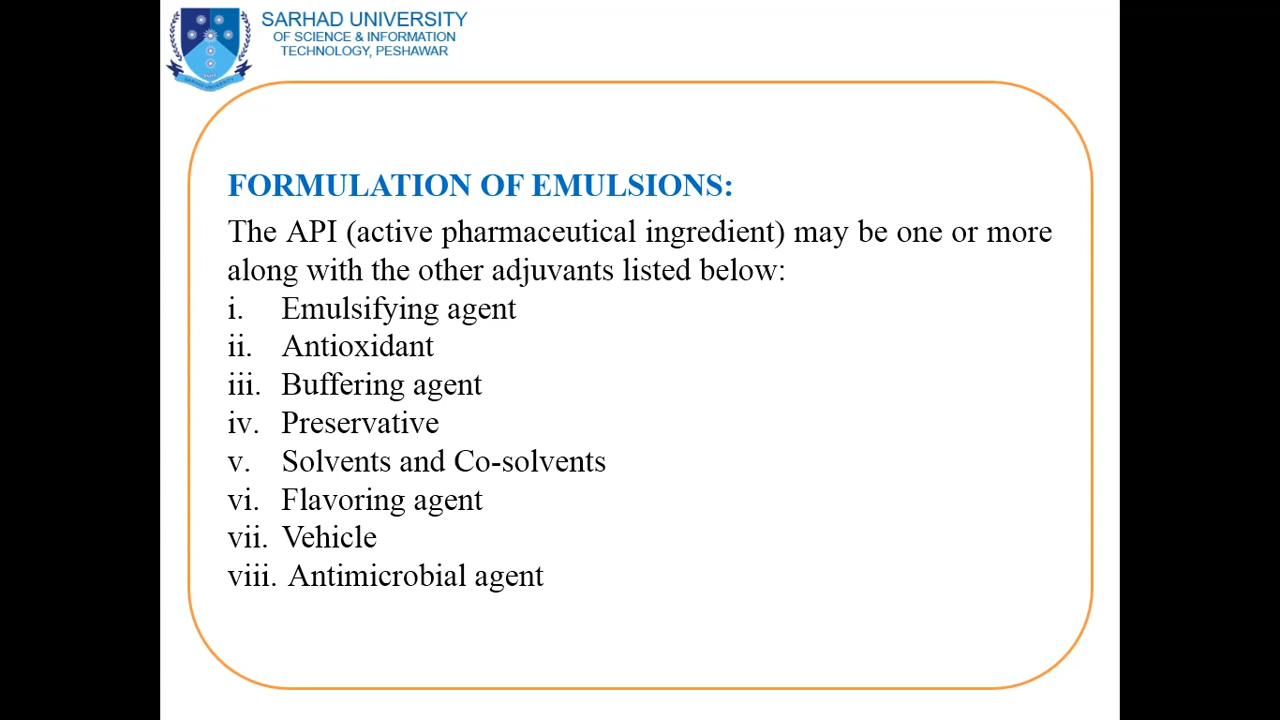 SARHAD UNIVERSITY
OF SCIENCE & INFORMATION
TECHNOLOGY, PESHAWAR
FORMULATION OF EMULSIONS:
The API (active pharmaceutical ingredient) may be one or more
along with the other adjuvants listed below:
i. Emulsifying agent
ii. Antioxidant
iii. Buffering agent
iv. Preservative
v. Solvents and Co-solvents
vi. Flavoring agent
vii. Vehicle
viii. Antimicrobial agent